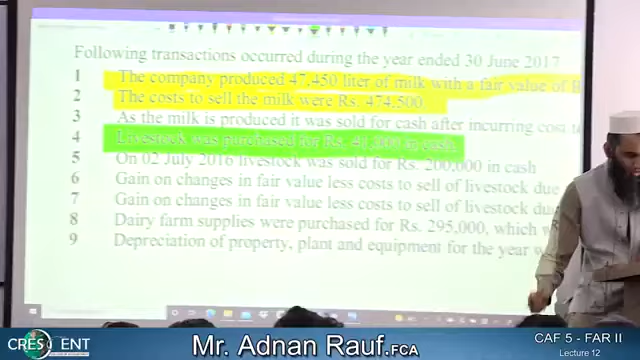 Following transactions occurred during the year ended 30 June 2017
1 The company produced 47,450 liter of milk with a fair value of
2 The costs to sell the milk were Rs. 474,500
3 As the milk is produced it was sold for cash after incurring cost
4 Livestock was purchased for Rs. in cash
5 On 02 July 2016 livestock was sold for Rs. 200,000 in cash
6 Gain on changes in fair value less costs to sell of livestock due
7 Gain on changes in fair value less costs to sell of livestock due
8 Dairy farm supplies were purchased for Rs. 295,000, which
9 Depreciation of property, plant and equipment for the year
CRESCENT
Mr. Adnan Rauf.FCA
CAF 5 - FAR II
Lecture 12